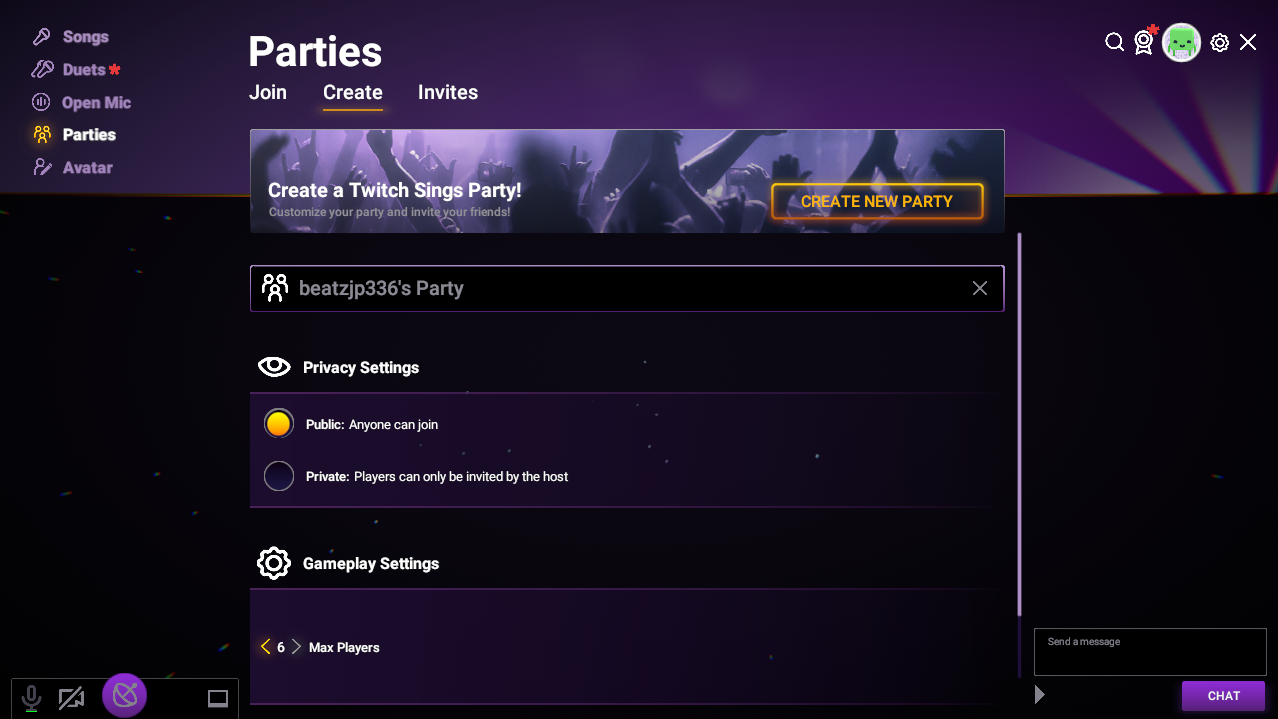 Songs
Duets
Open Mic
Parties
Avatar
Parties
Join Create Invites
Create a Twitch Sings Party!
Customize your party and invite your friends!
CREATE NEW PARTY
beatzjp336's Party
Privacy Settings
Public: Anyone can join
Private: Players can only be invited by the host
Gameplay Settings
6 Max Players
Send a message
CHAT